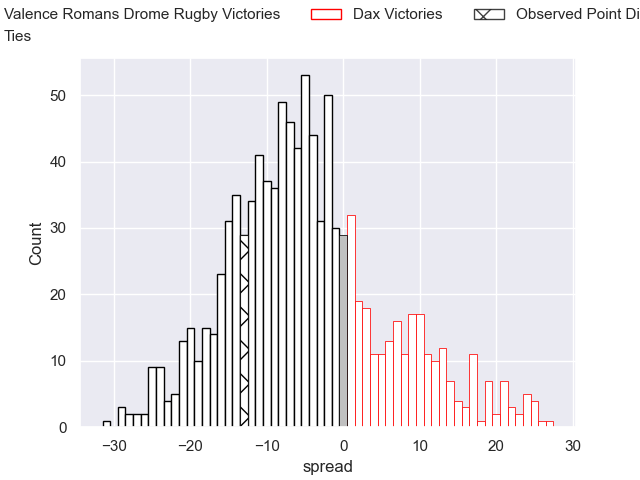 Valence Romans Drome Rugby Victories Dax Victories Observed Point Di
Ties
50
40
30
20
10
0
Count
−30 −20 −10 0 10 20 30
spread